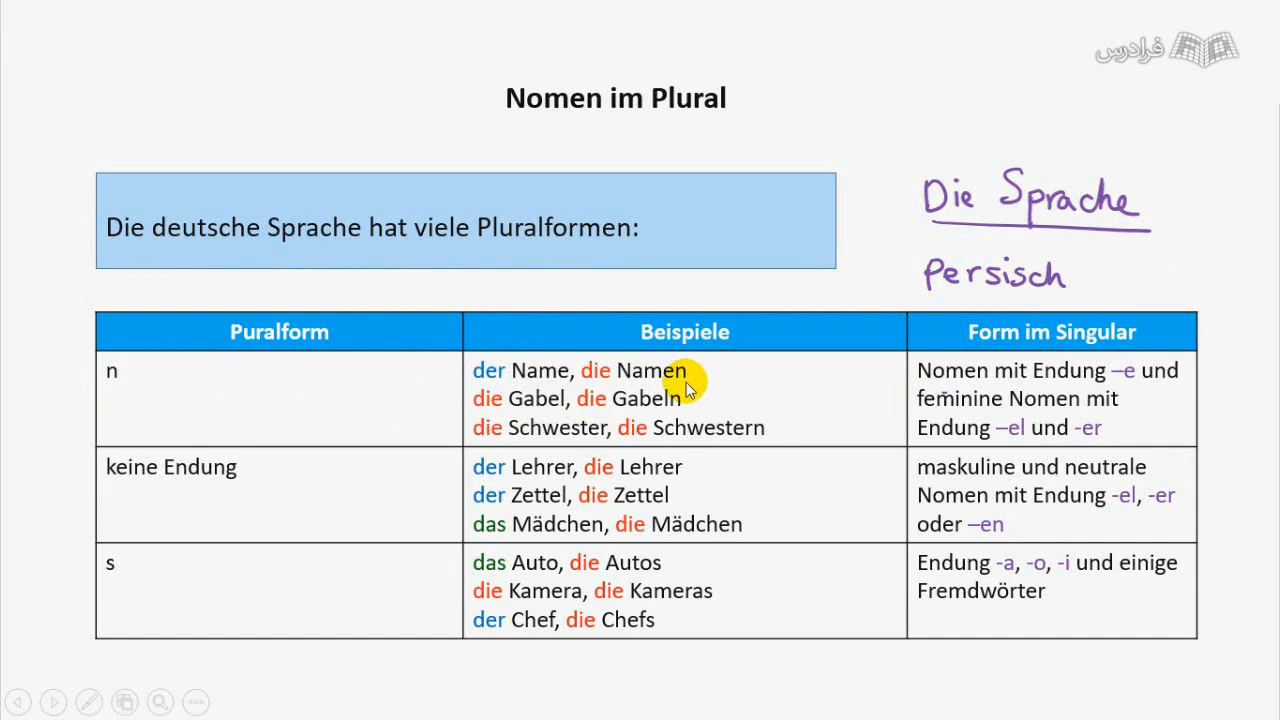 فرادرس
Nomen im Plural
Die deutsche Sprache hat viele Pluralformen:
Die Sprache
Persisch
Puralform
Beispiele
Form im Singular
n
der Name, die Namen
die Gabel, die Gabeln
die Schwester, die Schwestern
Nomen mit Endung –e und
feminine Nomen mit
Endung –el und -er
keine Endung
der Lehrer, die Lehrer
der Zettel, die Zettel
das Mädchen, die Mädchen
maskuline und neutrale
Nomen mit Endung -el, -er
oder –en
s
das Auto, die Autos
die Kamera, die Kameras
der Chef, die Chefs
Endung -a, -o, -i und einige
Fremdwörter